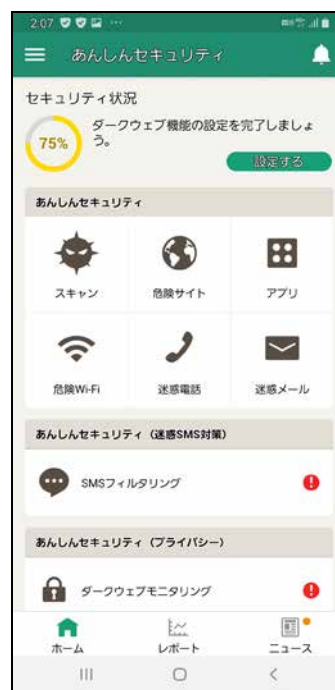 2:07
あんしんセキュリティ
セキュリティ状況
75%
ダークウェブ機能の設定を完了しましょ
う。
設定する
あんしんセキュリティ
スキャン
危険サイト
アプリ
危険Wi-Fi
迷惑電話
迷惑メール
あんしんセキュリティ（迷惑SMS対策）
SMSフィルタリング
あんしんセキュリティ（プライバシー）
ダークウェブモニタリング
ホーム
レポート
ニュース